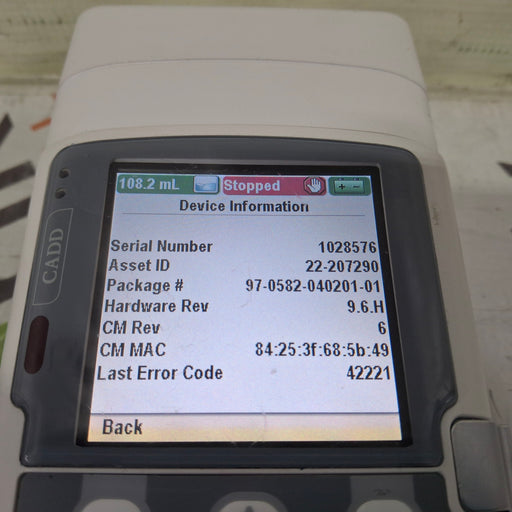 108.2 mL Stopped
Device Information
Serial Number 1028576
Asset ID 22-207290
Package # 97-0582-040201-01
Hardware Rev 9.6.H
CM Rev 6
CM MAC 84:25:3f:68:5b:49
Last Error Code 42221
Back
CADD